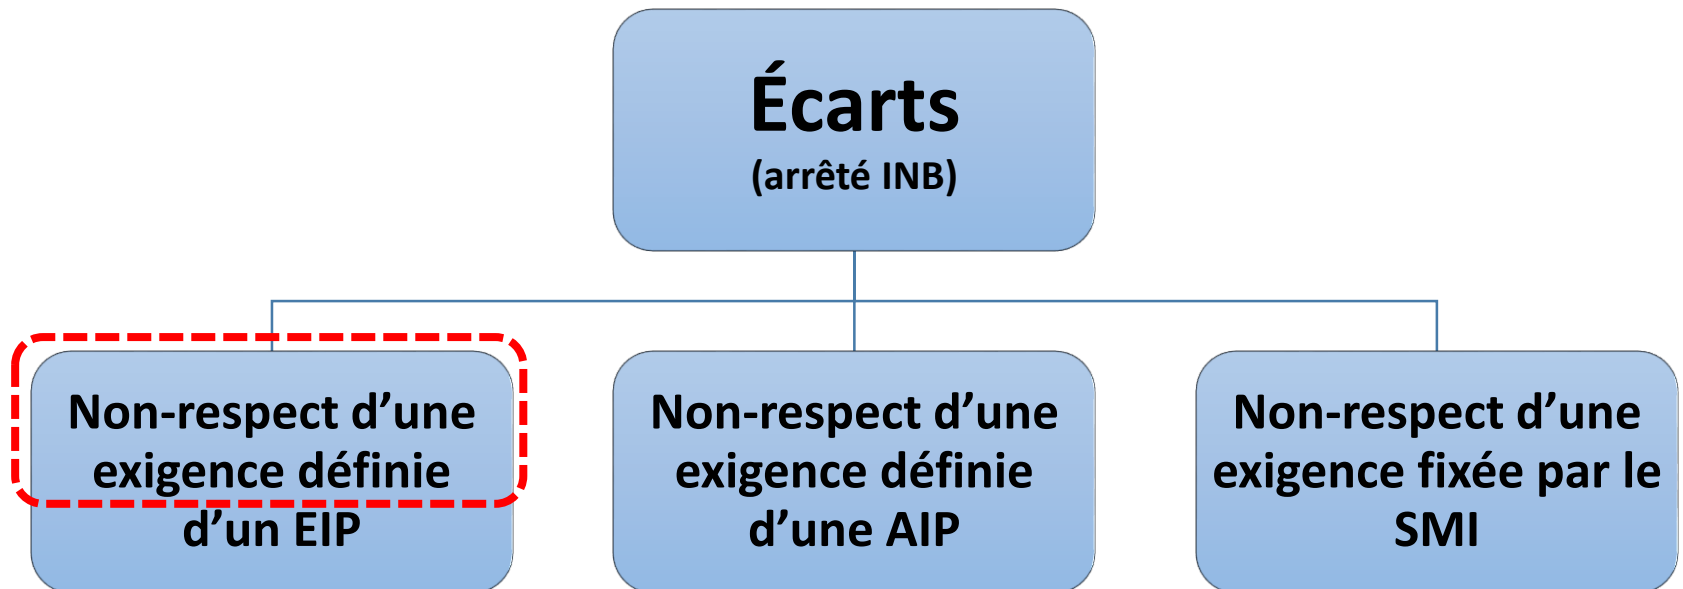 Écarts
(arrêté INB)
Non-respect d’une
exigence définie
d’un EIP
Non-respect d’une
exigence définie
d’une AIP
Non-respect d’une
exigence fixée par le
SMI